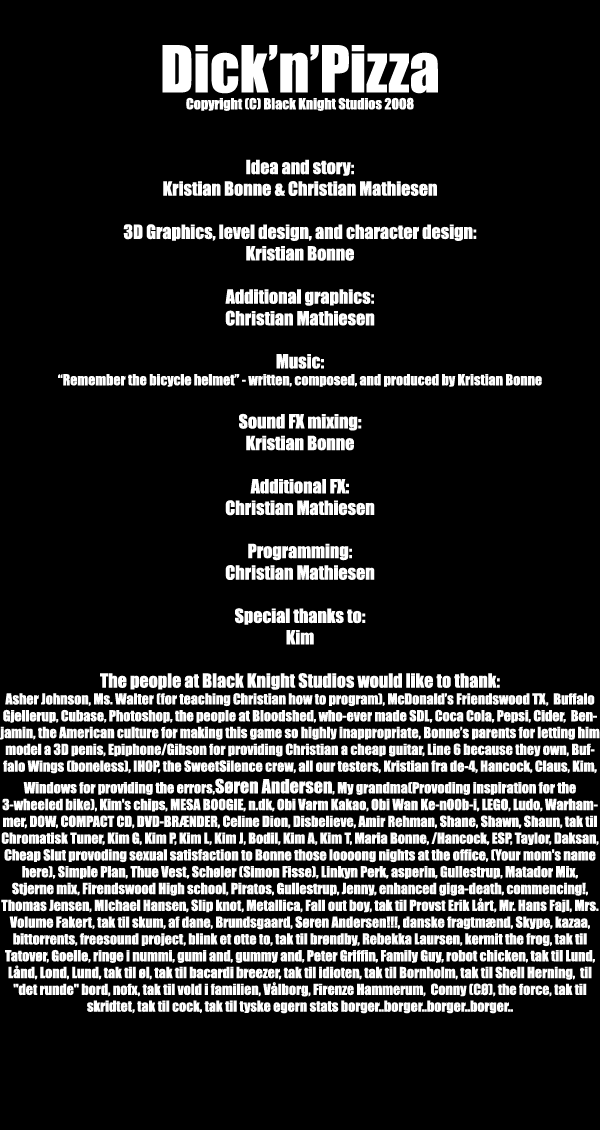 Dick’n’Pizza
Copyright (C) Black Knight Studios 2008
Idea and story:
Kristian Bonne & Christian Mathiesen
3D Graphics, level design, and character design:
Kristian Bonne
Additional graphics:
Christian Mathiesen
Music:
“Remember the bicycle helmet” - written, composed, and produced by Kristian Bonne
Sound FX mixing:
Kristian Bonne
Additional FX:
Christian Mathiesen
Programming:
Christian Mathiesen
Special thanks to:
Kim
The people at Black Knight Studios would like to thank:
Asher Johnson, Ms. Walter (for teaching Christian how to program), McDonald’s Friendswood TX,  Buffalo
Gjellerup, Cubase, Photoshop, the people at Bloodshed, who-ever made SDL, Coca Cola, Pepsi, Cider,  Ben-
jamin, the American culture for making this game so highly inappropriate, Bonne’s parents for letting him
model a 3D penis, Epiphone/Gibson for providing Christian a cheap guitar, Line 6 because they own, Buf-
falo Wings (boneless), IHOP, the SweetSilence crew, all our testers, Kristian fra de-4, Hancock, Claus, Kim,
Windows for providing the errors,Søren Andersen, My grandma(Provoding inspiration for the
3-wheeled bike), Kim's chips, MESA BOOGIE, n.dk, Obi Varm Kakao, Obi Wan Ke-n00b-i, LEGO, Ludo, Warham-
mer, DOW, COMPACT CD, DVD-BRÆNDER, Celine Dion, Disbelieve, Amir Rehman, Shane, Shawn, Shaun, tak til
Chromatisk Tuner, Kim G, Kim P, Kim L, Kim J, Bodil, Kim A, Kim T, Maria Bonne, /Hancock, ESP, Taylor, Daksan,
Cheap Slut provoding sexual satisfaction to Bonne those loooong nights at the office, (Your mom's name
here), Simple Plan, Thue Vest, Scholer (Simon Fisse), Linkyn Perk, asperin, Gullestrup, Matador Mix,
Stjerne mix, Firendswood High school, Piratos, Gullestrup, Jenny, enhanced giga-death, commencing!,
Thomas Jensen, Michael Hansen, Slip knot, Metallica, Fall out boy, tak til Provst Erik Lårt, Mr. Hans Fajl, Mrs.
Volume Fakert, tak til skum, af dane, Brundsgaard, Søren Andersen!!!, danske fragtmænd, Skype, kazaa,
bittorrents, freesound project, blink et otte to, tak til brøndby, Rebekka Laursen, kermit the frog, tak til
Tatovør, Goelle, ringe i nummi, gumi and, gummy and, Peter Griffin, Family Guy, robot chicken, tak til Lund,
Lånd, Lond, Lund, tak til øl, tak til bacardi breezer, tak til idioten, tak til Bornholm, tak til Shell Herning,  til
"det runde" bord, nofx, tak til vold i familien, Vålborg, Firenze Hammerum,  Conny (CØ), the force, tak til
skridtet, tak til cock, tak til tyske egern stats borger..borger..borger..borger..